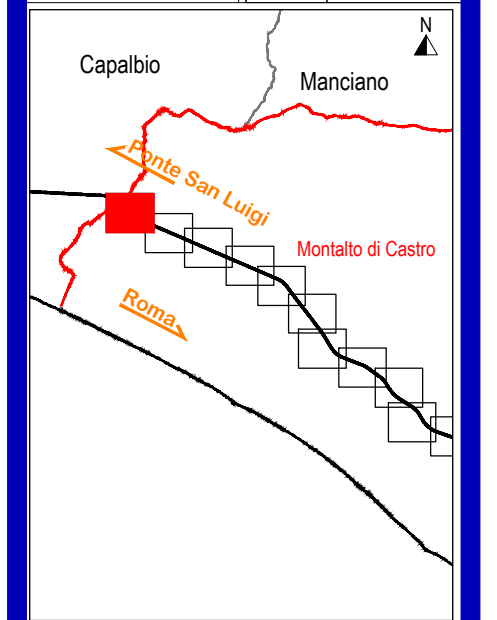 N
Capalbio
Manciano
Ponte San Luigi
Montalto di Castro
Roma